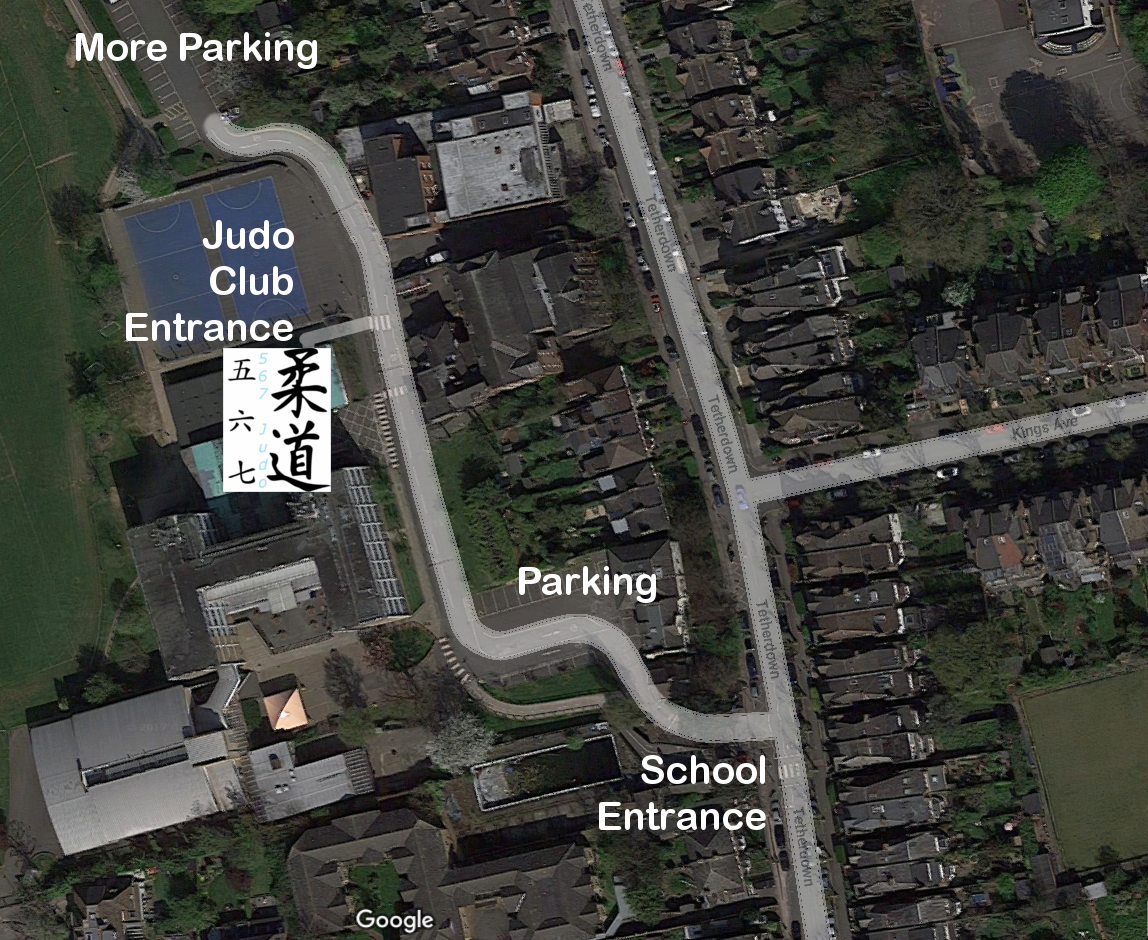 More Parking
Tetherdown
Tetherdown
Judo
Club
Entrance
五
六
七
567 Judo
柔道
Tetherdown
Kings Ave
Parking
Tetherdown
School
Entrance
Tetherdown
Google